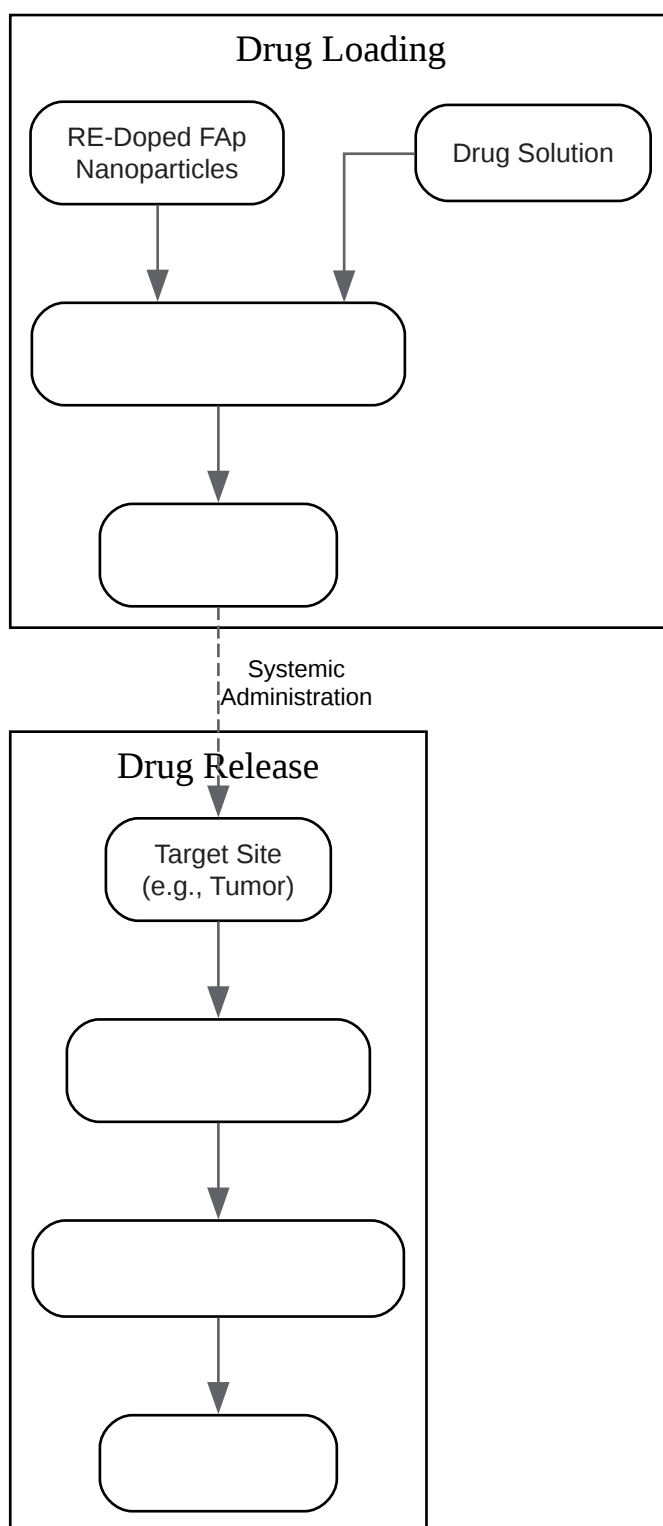 Drug Loading
RE-Doped FAp
Nanoparticles
Drug Solution
Systemic
Administration
Drug Release
Target Site
(e.g., Tumor)